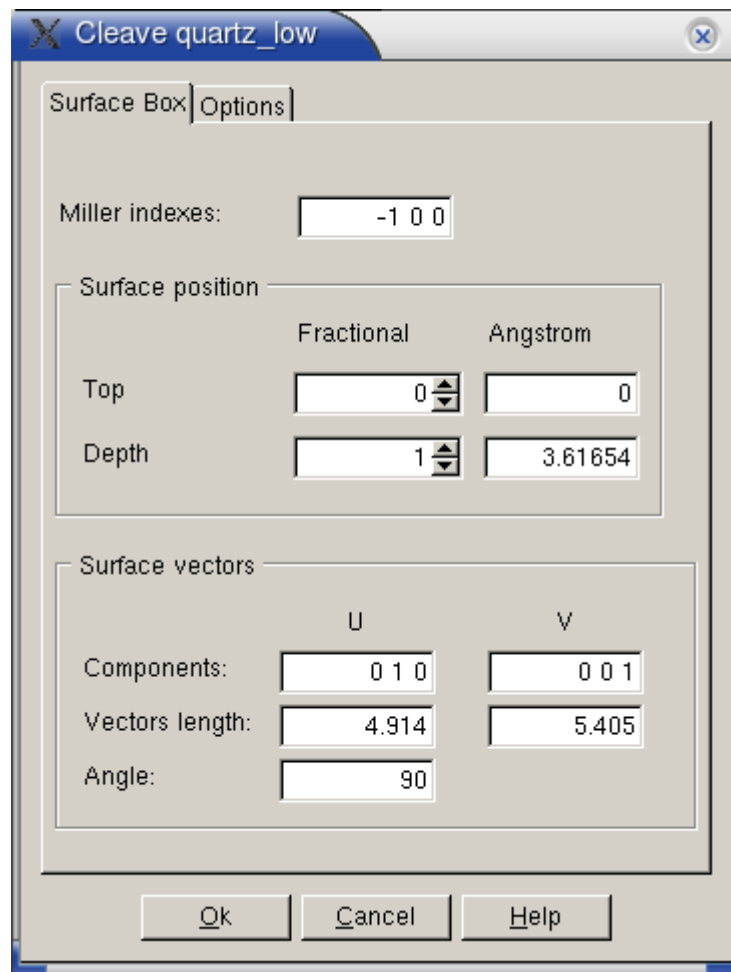 Cleave quartz_low
Surface Box Options
Miller indexes: -1 0 0
Surface position
Fractional Angstrom
Top 0 0
Depth 1 3.61654
Surface vectors
U V
Components: 0 1 0 0 0 1
Vectors length: 4.914 5.405
Angle: 90
Ok Cancel Help